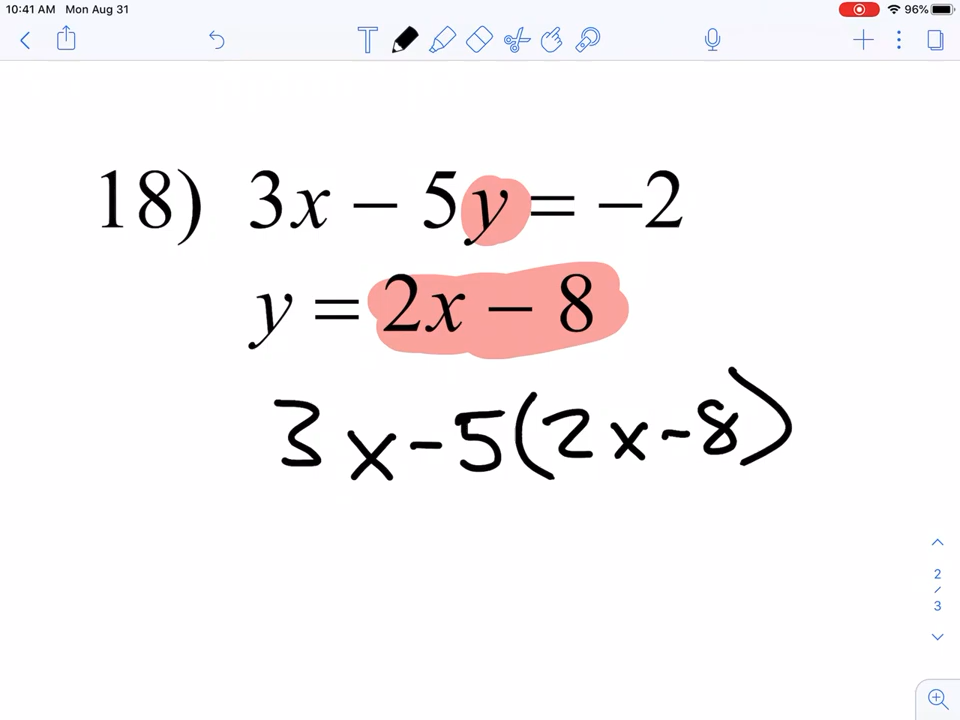 10:41 AM Mon Aug 31 96%
T
18) 3x − 5y = −2
y = 2x − 8
3x-5(2x-8)
2
/
3